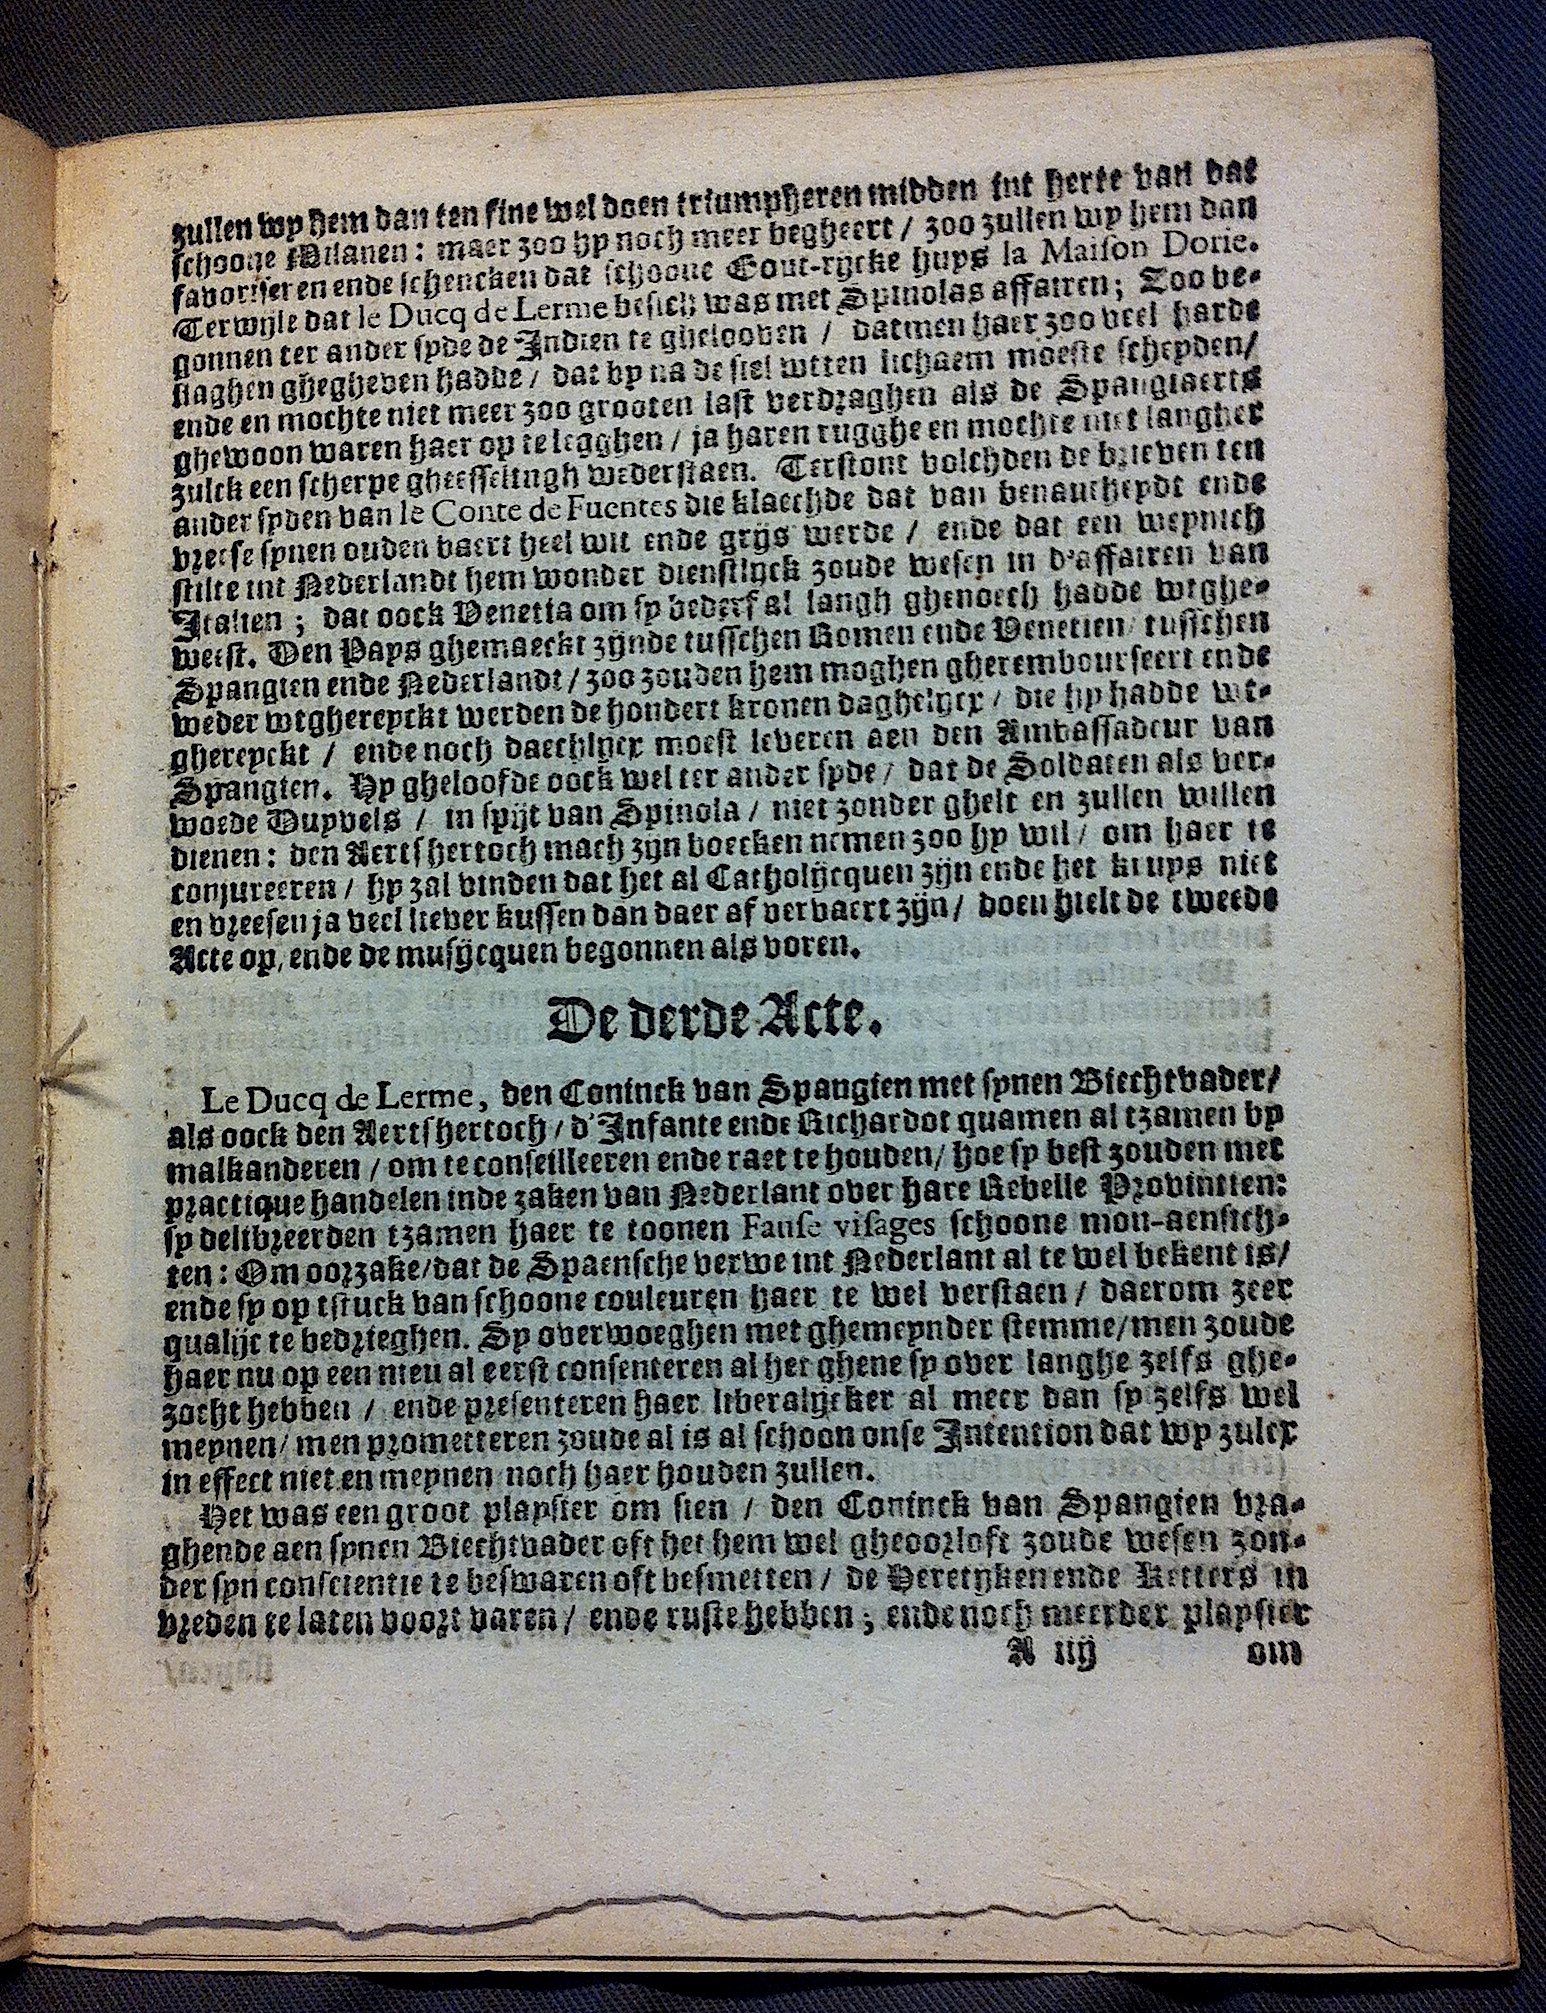 zullen wy hem dan ten fine wel doen triumpheren midden int herte van dat
schoone Milanen: maer zoo hy noch meer begheert / zoo zullen wy hem dan
favoriseren ende schencken dat schoone Gout-rycke huys la Maiſon Dorie.
Terwyle dat le Ducq de Lerme besich was met Spinolas affairen; Zoo be-
gonnen ter ander syde de Indien te ghelooven / datmen haer zoo veel harde
slaghen ghegheven hadde / dat by na de siel wtten lichaem moeste scheyden/
ende en mochte niet meer zoo grooten last verdraghen als de Spangiaerts
ghewoon waren haer op te legghen / ja haren rugghe en mochte niet langher
zulck een scherpe gheesselingh wederstaen. Terstont volchden de brieven ten
ander syden van le Conte de Fuentes die klaechde dat van benautheydt ende
vreese synen ouden baert heel wit ende grijs werde / ende dat een weynich
stilte int Nederlandt hem wonder dienstlijck zoude wesen in d'affairen van
Italien ; dat oock Venetia om sy bederf al langh ghenoech hadde wtghe-
weest. Den Pays ghemaeckt zijnde tusschen Romen ende Venetien/ tusschen
Spangien ende Nederlandt / zoo zouden hem moghen gherembourseert ende
weder wtghereyckt werden de hondert kronen daghelijcx / die hy hadde wt-
ghereyckt / ende noch daechlijcx moest leveren aen den Ambassadeur van
Spangien. Hy gheloofde oock wel ter ander syde / dat de Soldaten als ver-
woede Duyvels / in spijt van Spinola / niet zonder ghelt en zullen willen
dienen: den Aertshertoch mach zijn boecken nemen zoo hy wil / om haer te
conjureeren / hy zal vinden dat het al Catholijcquen zijn ende het kruys niet
en vreesen ja veel liever kussen dan daer af vervaert zijn / doen hielt de tweede
Acte op, ende de musijcquen begonnen als voren.
De derde Acte.
Le Ducq de Lerme, den Coninck van Spangien met synen Biechtvader/
als oock den Aertshertoch / d'Infante ende Richardot quamen al tzamen by
malkanderen / om te conseilleeren ende raet te houden/ hoe sy best zouden met
practique handelen inde zaken van Nederlant over hare Rebelle Provintien:
sy delibreerden tzamen haer te toonen Fauſe viſages schoone mon-aensich-
ten: Om oorzake/dat de Spaensche verwe int Nederlant al te wel bekent is/
ende sy op tstuck van schoone couleuren haer te wel verstaen / daerom zeer
qualijc te bedrieghen. Sy overwoeghen met ghemeynder stemme/men zoude
haer nu op een nieu al eerst consenteren al het ghene sy over langhe zelfs ghe-
zocht hebben / ende presenteren haer liberalijcker al meer dan sy zelfs wel
meynen/ men prometteren zoude al is al schoon onse Intention dat wy zulcx
in effect niet en meynen noch haer houden zullen.
Het was een groot playsier om sien / den Coninck van Spangien vra-
ghende aen synen Biechtvader oft het hem wel gheoorloft zoude wesen zon-
der syn conscientie te beswaren oft besmetten / de Heretijken ende Ketters in
vreden te laten voort varen / ende ruste hebben ; ende noch meerder playsier
A iij om